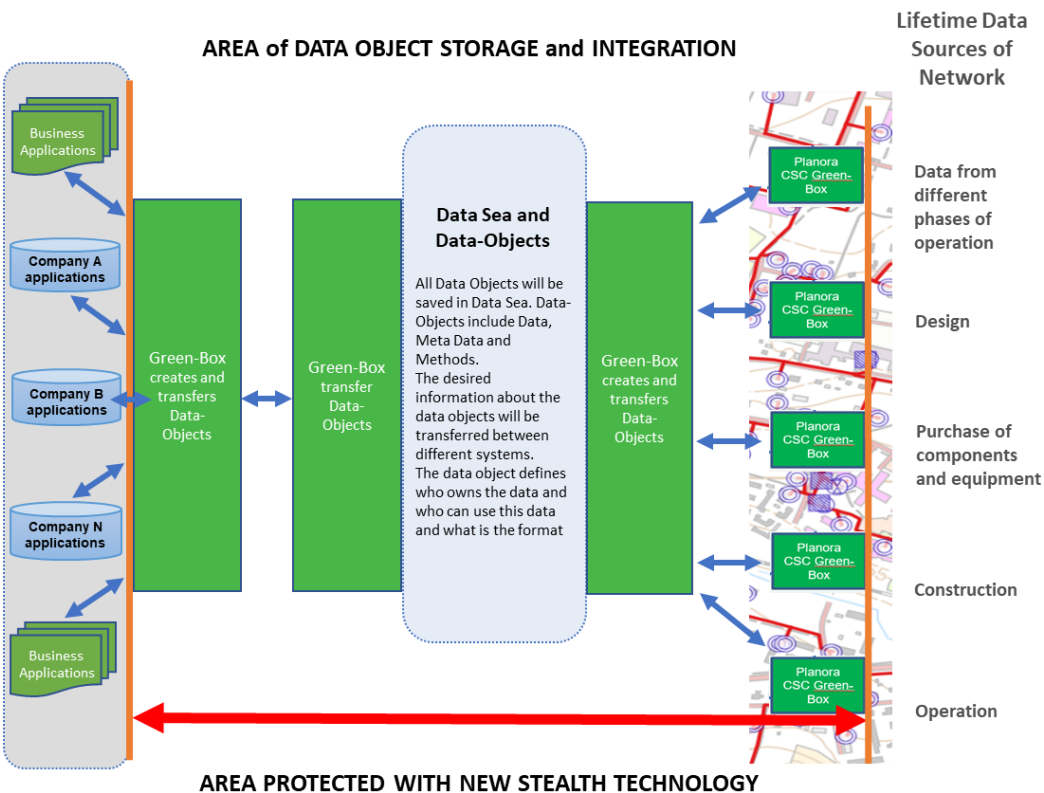 AREA of DATA OBJECT STORAGE and INTEGRATION
Lifetime Data
Sources of
Network
Business
Applications
Company A
applications
Company B
applications
Company N
applications
Business
Applications
Green-Box
creates and
transfers
Data-
Objects
Green-Box
transfer
Data-
Objects
Data Sea and
Data-Objects
All Data Objects will be
saved in Data Sea. Data-
Objects include Data,
Meta Data and
Methods.
The desired
information about the
data objects will be
transferred between
different systems.
The data object defines
who owns the data and
who can use this data
and what is the format
Green-Box
creates and
transfers
Data-
Objects
Planora
CSC Green-
Box
Planora
CSC Green-
Box
Planora
CSC Green-
Box
Planora
CSC Green-
Box
Planora
CSC Green-
Box
Data from
different
phases of
operation
Design
Purchase of
components
and equipment
Construction
Operation
AREA PROTECTED WITH NEW STEALTH TECHNOLOGY